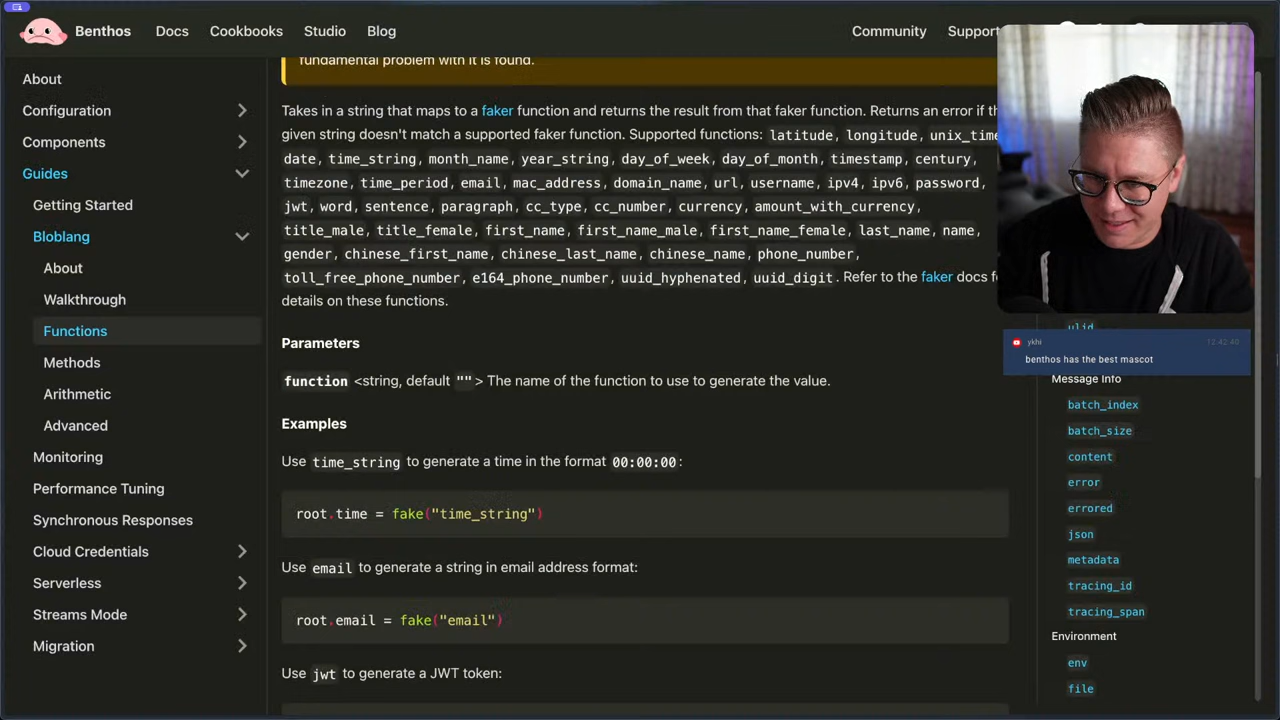 Benthos
Docs
Cookbooks
Studio
Blog
Community
Support
About
Configuration
Components
Guides
Getting Started
Bloblang
About
Walkthrough
Functions
Methods
Arithmetic
Advanced
Monitoring
Performance Tuning
Synchronous Responses
Cloud Credentials
Serverless
Streams Mode
Migration
fundamental problem with it is found.
Takes in a string that maps to a faker function and returns the result from that faker function. Returns an error if th
given string doesn't match a supported faker function. Supported functions: latitude, longitude, unix_time
date, time_string, month_name, year_string, day_of_week, day_of_month, timestamp, century,
timezone, time_period, email, mac_address, domain_name, url, username, ipv4, ipv6, password,
jwt, word, sentence, paragraph, cc_type, cc_number, currency, amount_with_currency,
title_male, title_female, first_name, first_name_male, first_name_female, last_name, name,
gender, chinese_first_name, chinese_last_name, chinese_name, phone_number,
toll_free_phone_number, e164_phone_number, uuid_hyphenated, uuid_digit. Refer to the faker docs fo
details on these functions.
Parameters
function <string, default ""> The name of the function to use to generate the value.
Examples
Use time_string to generate a time in the format 00:00:00:
root.time = fake("time_string")
Use email to generate a string in email address format:
root.email = fake("email")
Use jwt to generate a JWT token:
ulid
ykhi
12:42:40
benthos has the best mascot
Message Info
batch_index
batch_size
content
error
errored
json
metadata
tracing_id
tracing_span
Environment
env
file